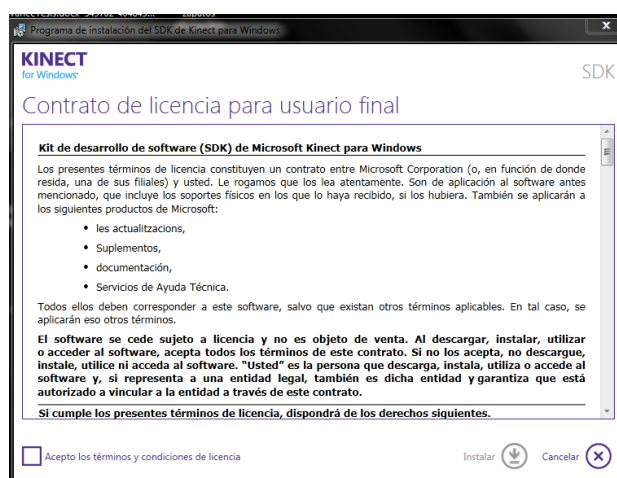 Programa de instalación del SDK de Kinect para Windows
KINECT
for Windows
SDK
Contrato de licencia para usuario final
Kit de desarrollo de software (SDK) de Microsoft Kinect para Windows
Los presentes términos de licencia constituyen un contrato entre Microsoft Corporation (o, en función de donde
resida, una de sus filiales) y usted. Le rogamos que los lea atentamente. Son de aplicación al software antes
mencionado, que incluye los soportes físicos en los que lo haya recibido, si los hubiera. También se aplicarán a
los siguientes productos de Microsoft:
• les actualitzacions,
• Suplementos,
• documentación,
• Servicios de Ayuda Técnica.
Todos ellos deben corresponder a este software, salvo que existan otros términos aplicables. En tal caso, se
aplicarán eso otros términos.
El software se cede sujeto a licencia y no es objeto de venta. Al descargar, instalar, utilizar
o acceder al software, acepta todos los términos de este contrato. Si no los acepta, no descargue,
instale, utilice ni acceda al software. “Usted” es la persona que descarga, instala, utiliza o accede al
software y, si representa a una entidad legal, también es dicha entidad y garantiza que está
autorizado a vincular a la entidad a través de este contrato.
Si cumple los presentes términos de licencia, dispondrá de los derechos siguientes.
Acepto los términos y condiciones de licencia
Instalar
Cancelar